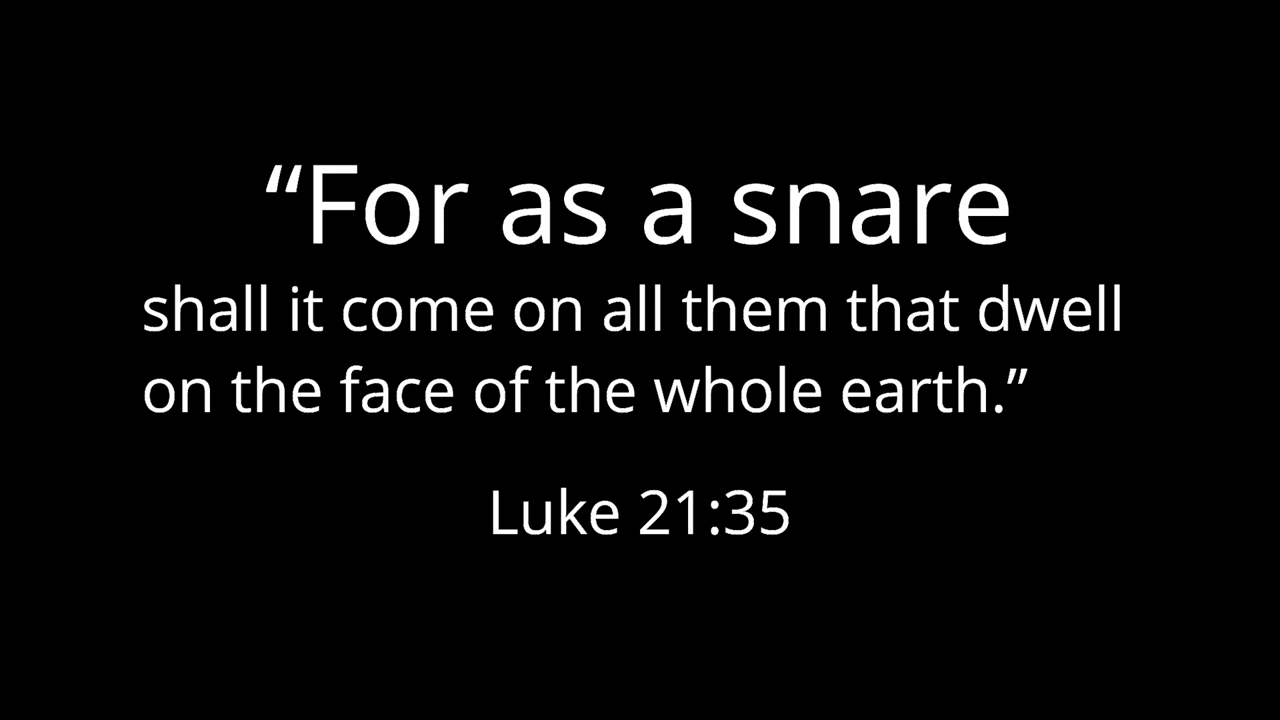 “For as a snare
shall it come on all them that dwell
on the face of the whole earth.”
Luke 21:35